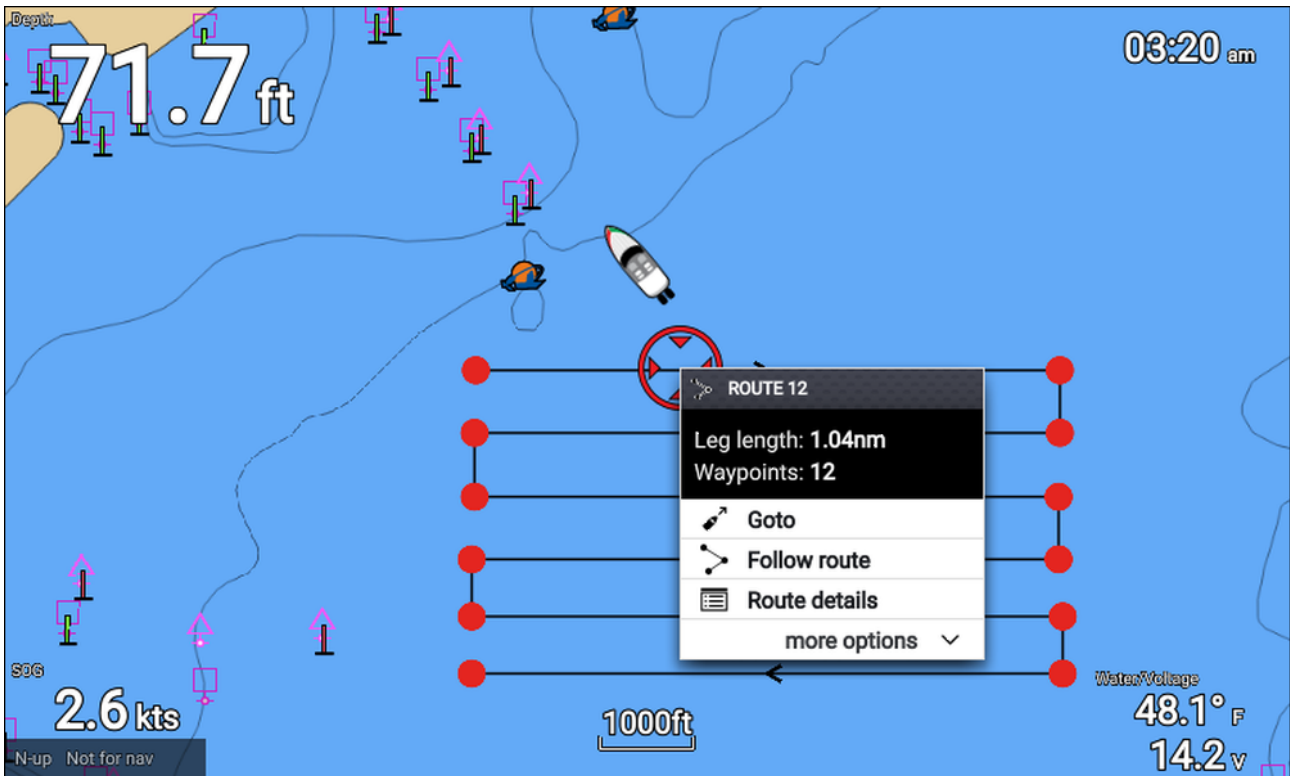 Depth
71.7 ft
03:20 am
ROUTE 12
Leg length: 1.04nm
Waypoints: 12
Goto
Follow route
Route details
more options
SOG
2.6 kts
1000ft
Water/Voltage
48.1° F
14.2 v
N-up Not for nav